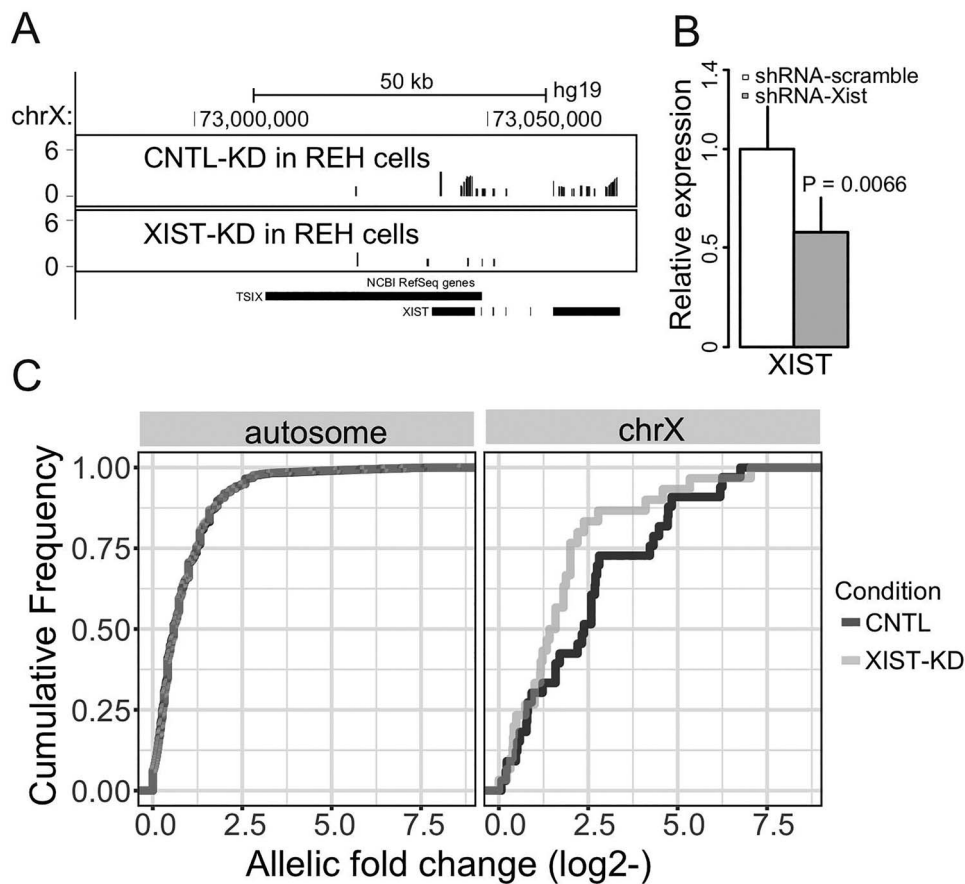 A
50 kb
hg19
chrX:
73,000,000
73,050,000
6
CNTL-KD in REH cells
0
6
XIST-KD in REH cells
0
NCBI RefSeq genes
TSIX
XIST
B
Relative expression
1.4
1.0
0.5
0
shRNA-scramble
shRNA-Xist
P = 0.0066
XIST
C
autosome
chrX
Cumulative Frequency
1.00
0.75
0.50
0.25
0.00
0.0 2.5 5.0 7.5
0.0 2.5 5.0 7.5
Allelic fold change (log2-)
Condition
CNTL
XIST-KD